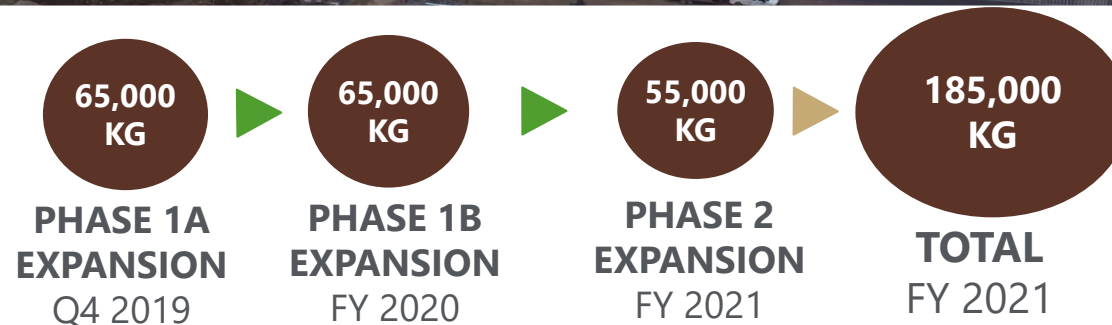 65,000
KG
PHASE 1A
EXPANSION
Q4 2019
65,000
KG
PHASE 1B
EXPANSION
FY 2020
55,000
KG
PHASE 2
EXPANSION
FY 2021
185,000
KG
TOTAL
FY 2021